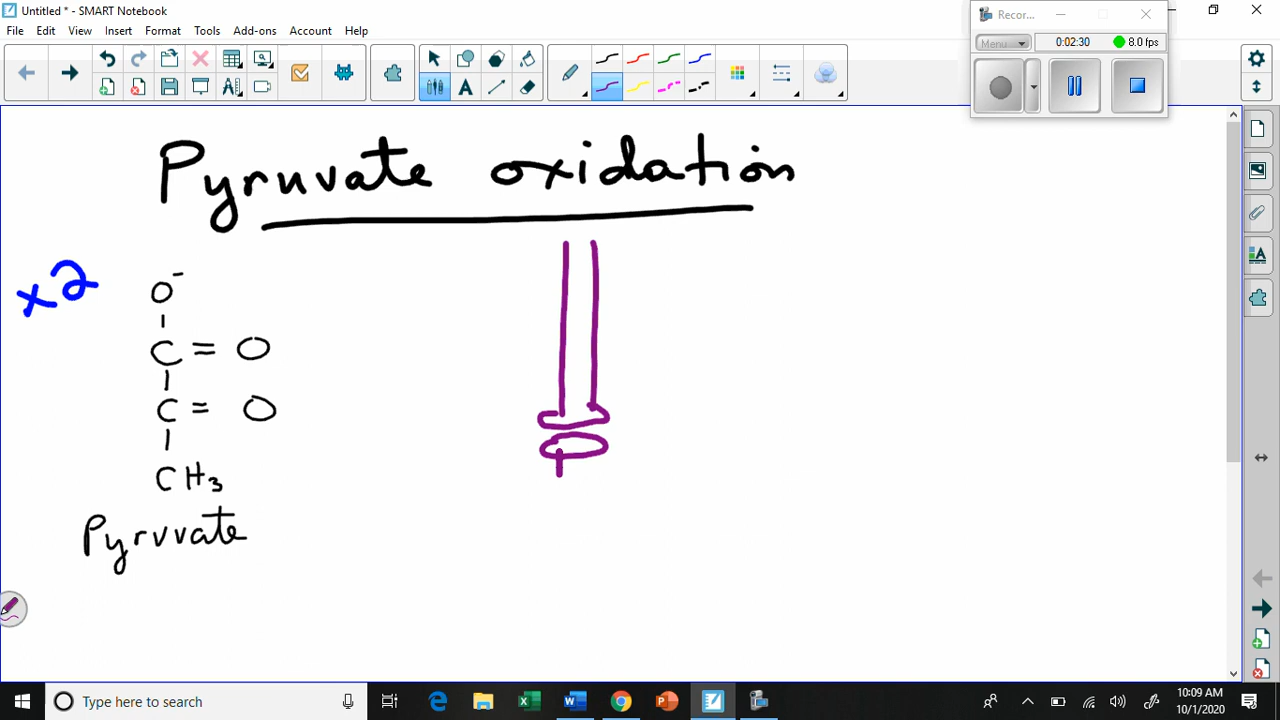 Untitled * - SMART Notebook
Recor...
File Edit View Insert Format Tools Add-ons Account Help
Menu 0:02:30 8.0 fps
Pyruvate oxidation
x2
O-
C = O
C = O
CH3
Pyruvate
Type here to search
10:09 AM
10/1/2020